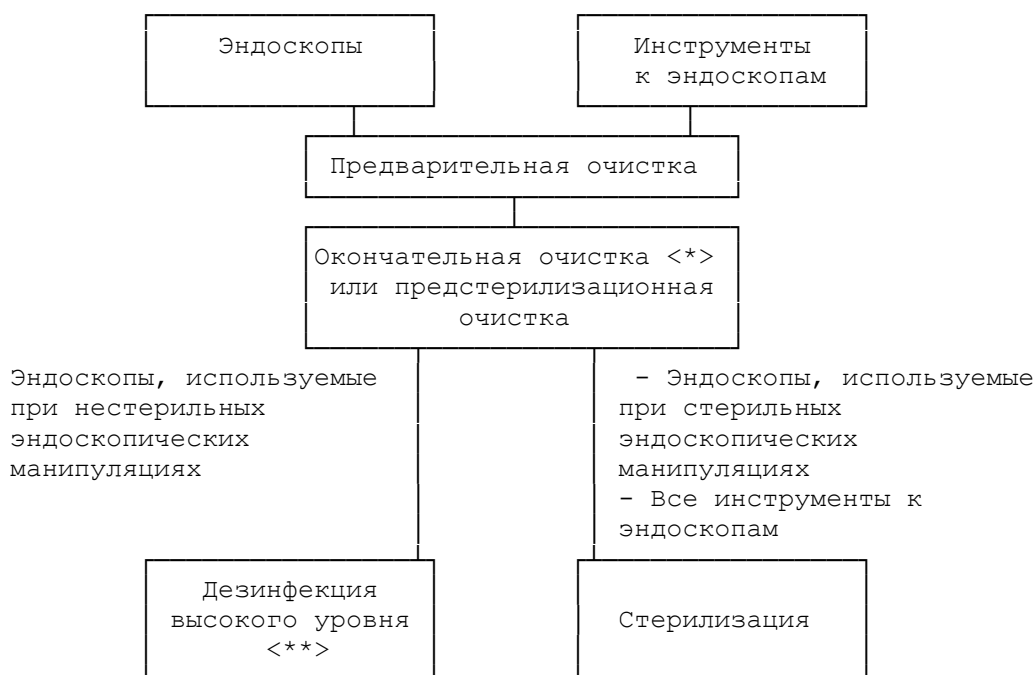 Эндоскопы
Инструменты
к эндоскопам
Предварительная очистка
Окончательная очистка <*>
или предстерилизационная
очистка
Эндоскопы, используемые
при нестерильных
эндоскопических
манипуляциях
- Эндоскопы, используемые
при стерильных
эндоскопических
манипуляциях
- Все инструменты к
эндоскопам
Дезинфекция
высокого уровня
<**>
Стерилизация